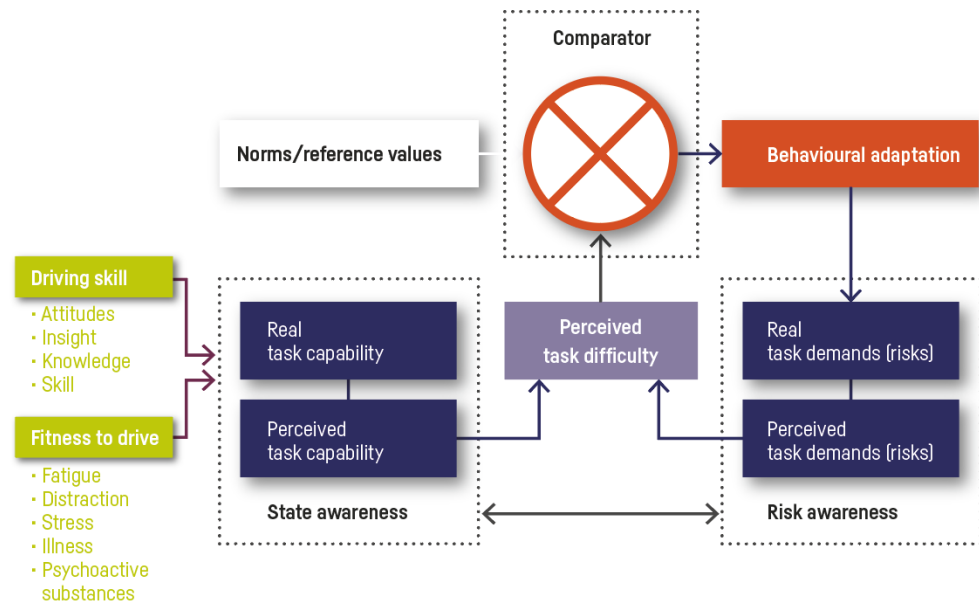 Comparator
Norms/reference values
Behavioural adaptation
Driving skill
· Attitudes
· Insight
· Knowledge
· Skill
Fitness to drive
· Fatigue
· Distraction
· Stress
· Illness
· Psychoactive
substances
Real
task capability
Perceived
task capability
State awareness
Perceived
task difficulty
Real
task demands (risks)
Perceived
task demands (risks)
Risk awareness